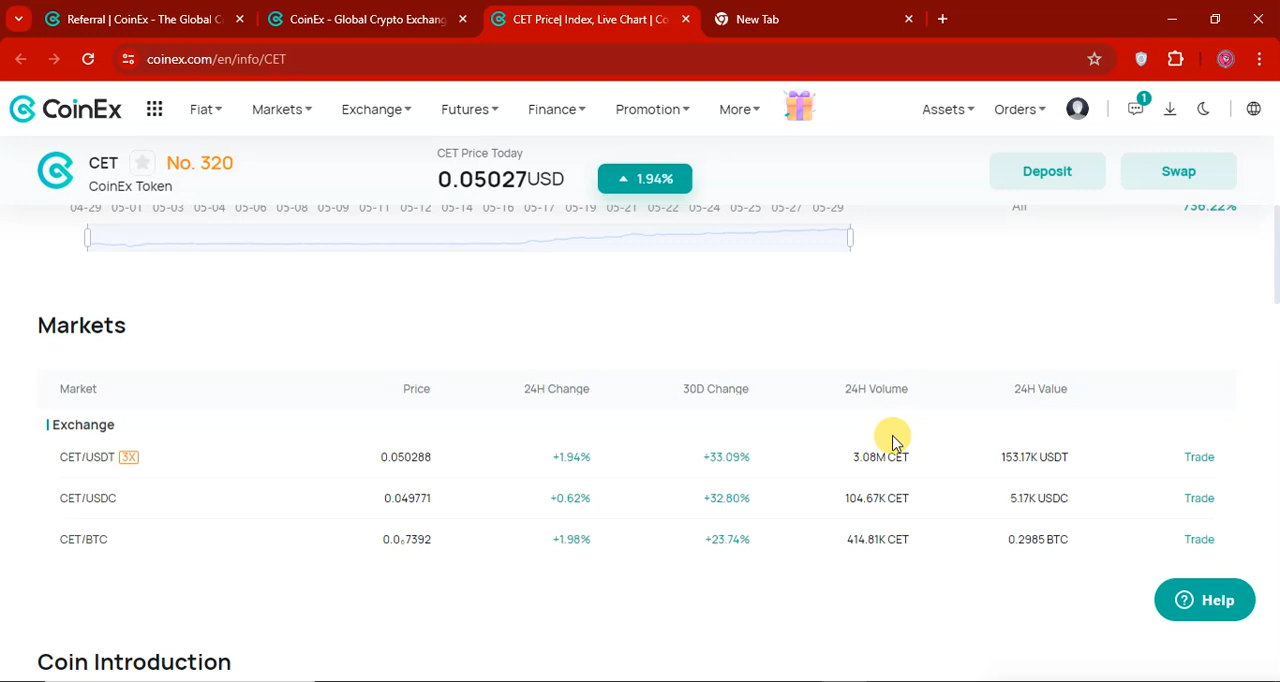 Referral | CoinEx - The Global C
CoinEx - Global Crypto Exchang
CET Price| Index, Live Chart | Co
New Tab
coinex.com/en/info/CET
CoinEx
Fiat
Markets
Exchange
Futures
Finance
Promotion
More
Assets
Orders
1
CET
No. 320
CoinEx Token
CET Price Today
0.05027USD
1.94%
Deposit
Swap
04-29 05-01 05-03 05-04 05-06 05-08 05-09 05-11 05-12 05-14 05-16 05-17 05-19 05-21 05-22 05-24 05-25 05-27 05-29
All 736.22%
Markets
Market Price 24H Change 30D Change 24H Volume 24H Value
Exchange
CET/USDT 3X 0.050288 +1.94% +33.09% 3.08M CET 153.17K USDT Trade
CET/USDC 0.049771 +0.62% +32.80% 104.67K CET 5.17K USDC Trade
CET/BTC 0.0₆7392 +1.98% +23.74% 414.81K CET 0.2985 BTC Trade
Help
Coin Introduction